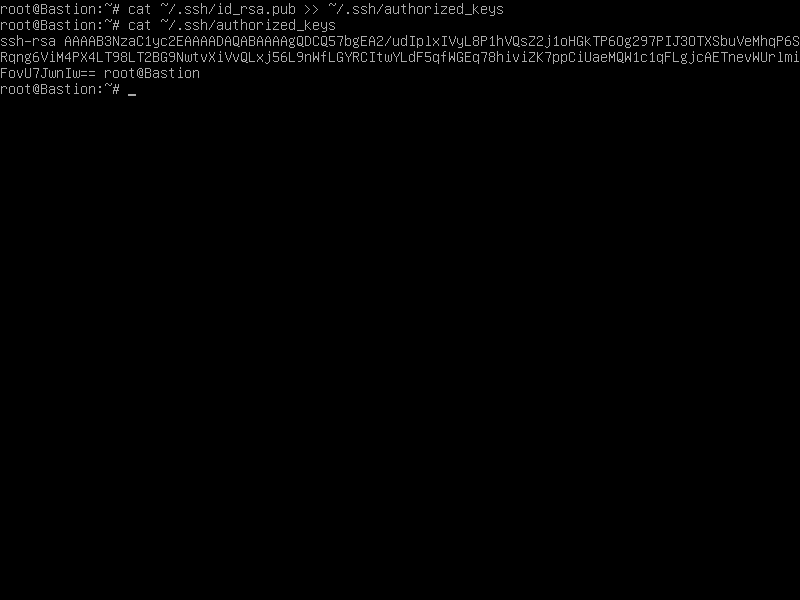 root@Bastion:~# cat ~/.ssh/id_rsa.pub >> ~/.ssh/authorized_keys
root@Bastion:~# cat ~/.ssh/authorized_keys
ssh-rsa AAAAB3NzaC1yc2EAAAADAQABAAAAgQDCQ57bgEA2/udIplxIVyL8P1hVQsZ2j1oHGkTP6Og297PIJ3OTXSbuVeMhqP6S
Rqng6ViM4PX4LT98LT2BG9NwtvXiVvQLxj56L9nWfLGYRCItwYLdF5qfWGEq78hiviZK7ppCiUaeMQW1c1qFLgjcAETnevWUrlmi
FovU7JwnIw== root@Bastion
root@Bastion:~# _